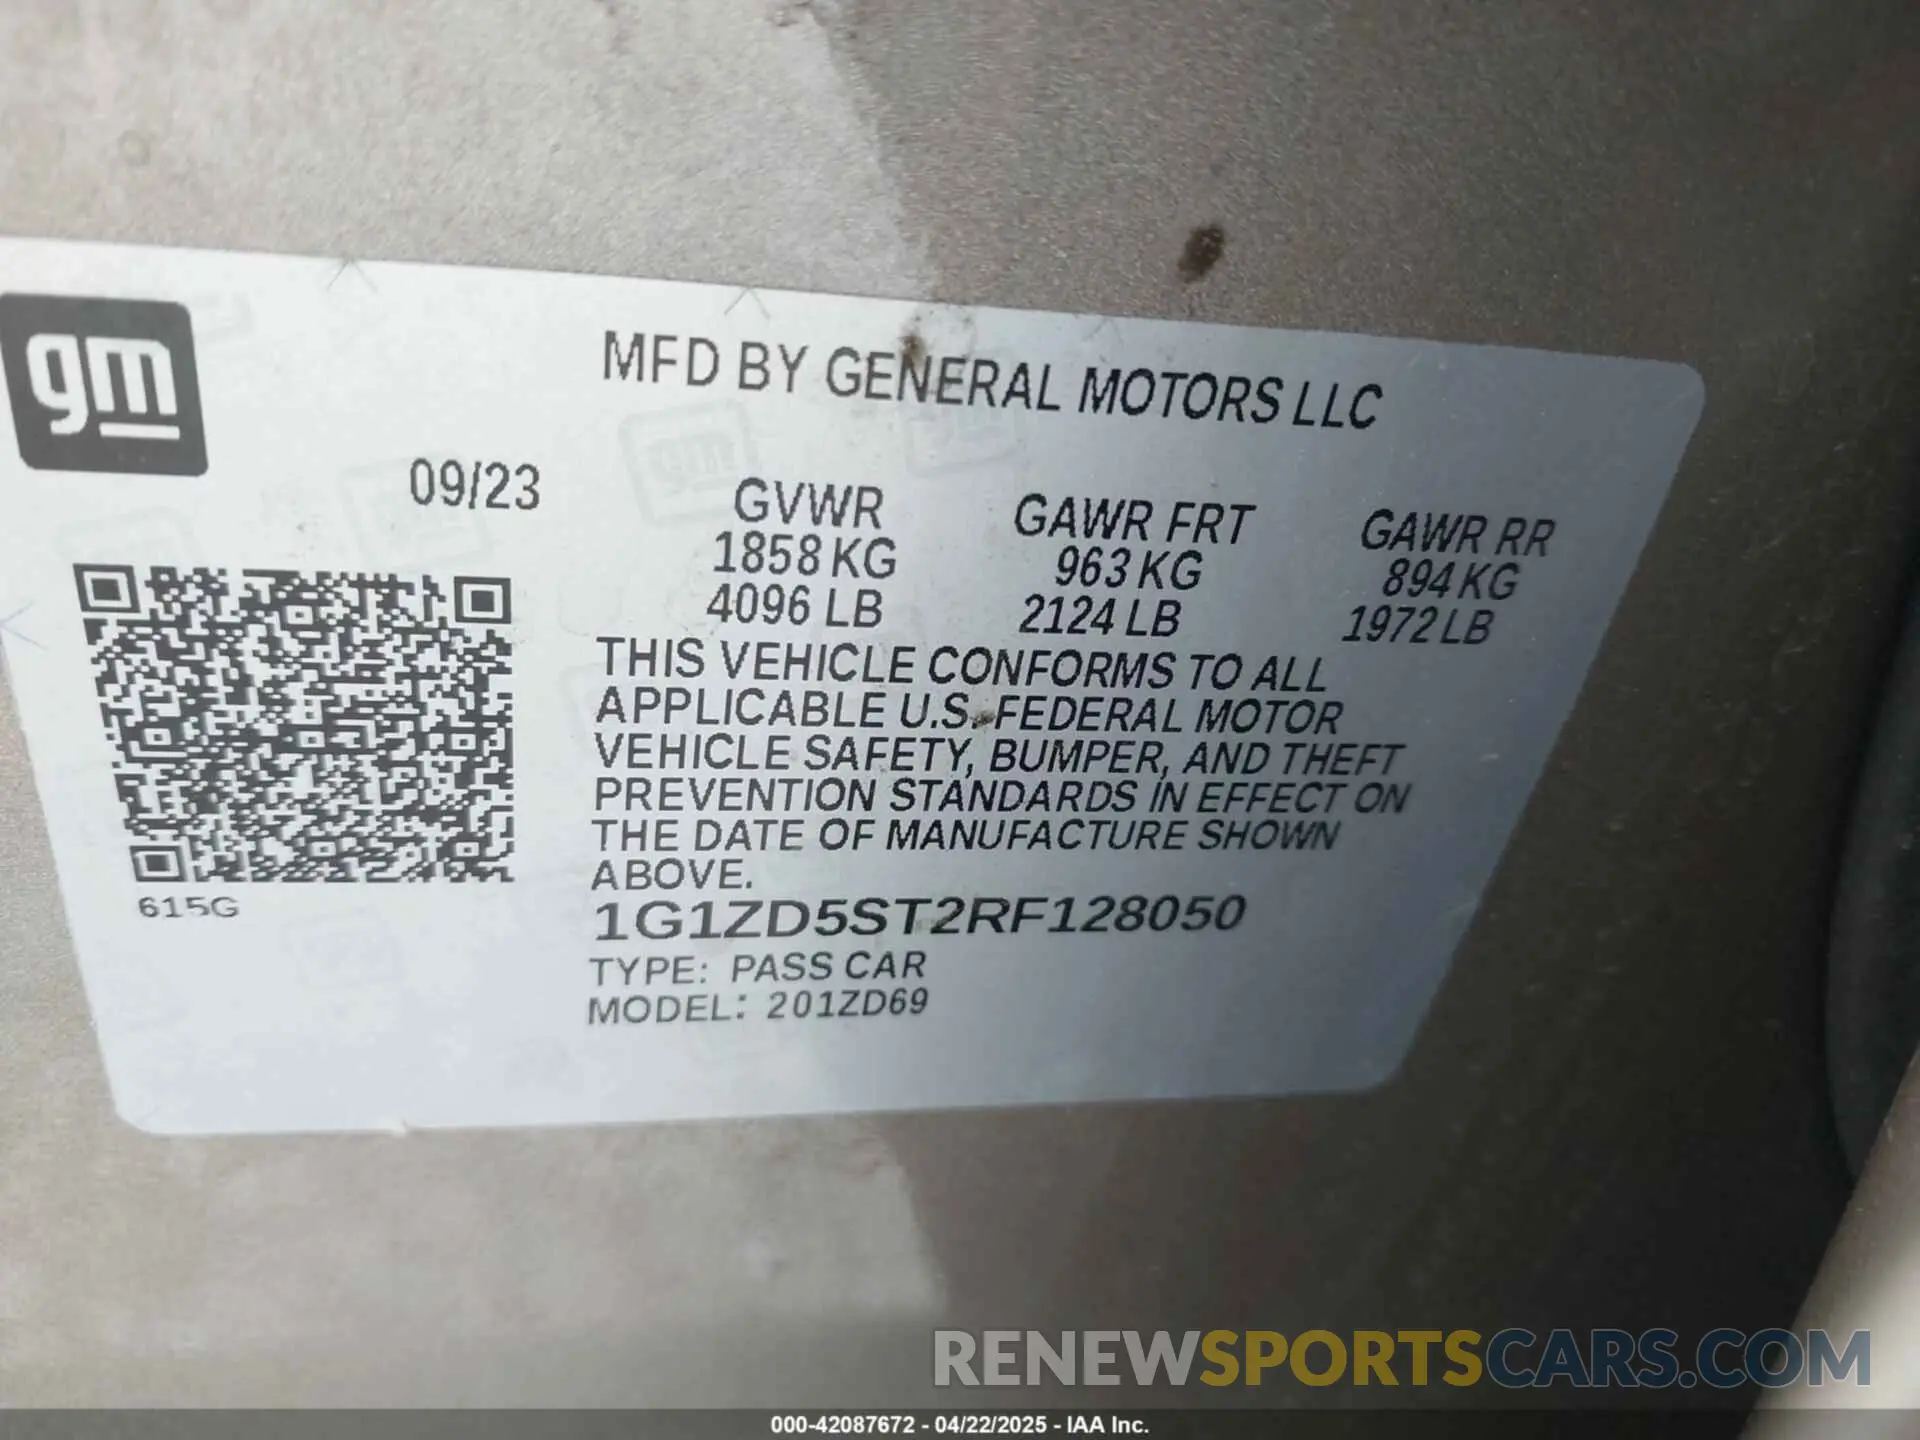 gm
MFD BY GENERAL MOTORS LLC
09/23
GVWR GAWR FRT GAWR RR
1858 KG 963 KG 894 KG
4096 LB 2124 LB 1972 LB
THIS VEHICLE CONFORMS TO ALL
APPLICABLE U.S. FEDERAL MOTOR
VEHICLE SAFETY, BUMPER, AND THEFT
PREVENTION STANDARDS IN EFFECT ON
THE DATE OF MANUFACTURE SHOWN
ABOVE.
615G
1G1ZD5ST2RF128050
TYPE: PASS CAR
MODEL: 201ZD69
RENEWSPORTSCARS.COM
000-42087672 - 04/22/2025 - IAA Inc.